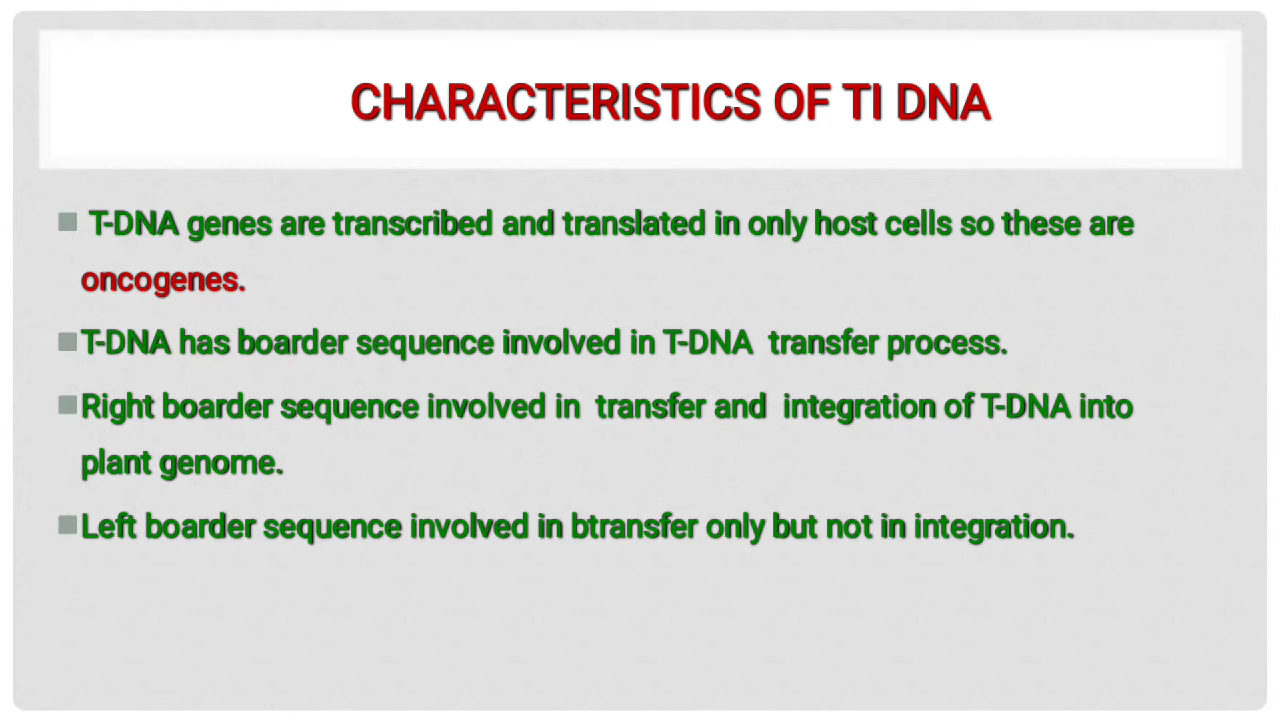 CHARACTERISTICS OF TI DNA
T-DNA genes are transcribed and translated in only host cells so these are
oncogenes.
T-DNA has boarder sequence involved in T-DNA transfer process.
Right boarder sequence involved in transfer and integration of T-DNA into
plant genome.
Left boarder sequence involved in btransfer only but not in integration.